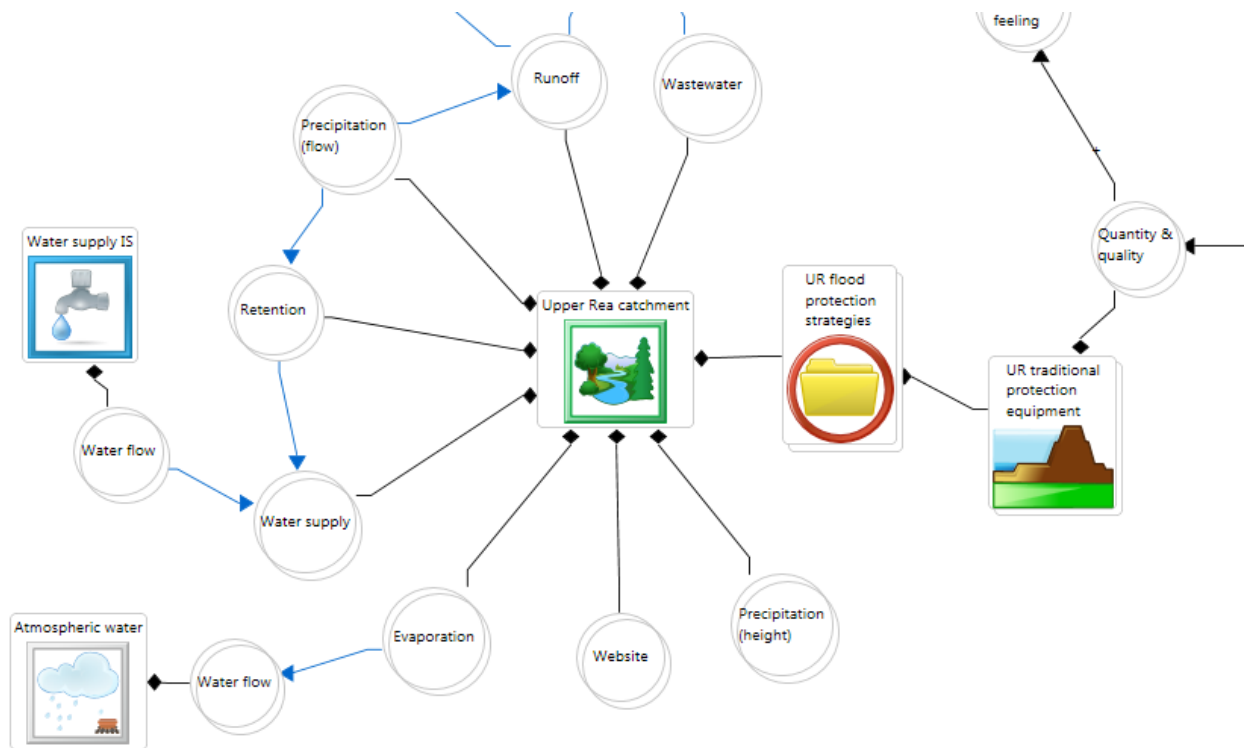 feeling
Runoff
Wastewater
Precipitation
(flow)
Water supply IS
Quantity &
quality
Retention
Upper Rea catchment
UR flood
protection
strategies
UR traditional
protection
equipment
Water flow
Water supply
+
Evaporation
Precipitation
(height)
Website
Atmospheric water
Water flow